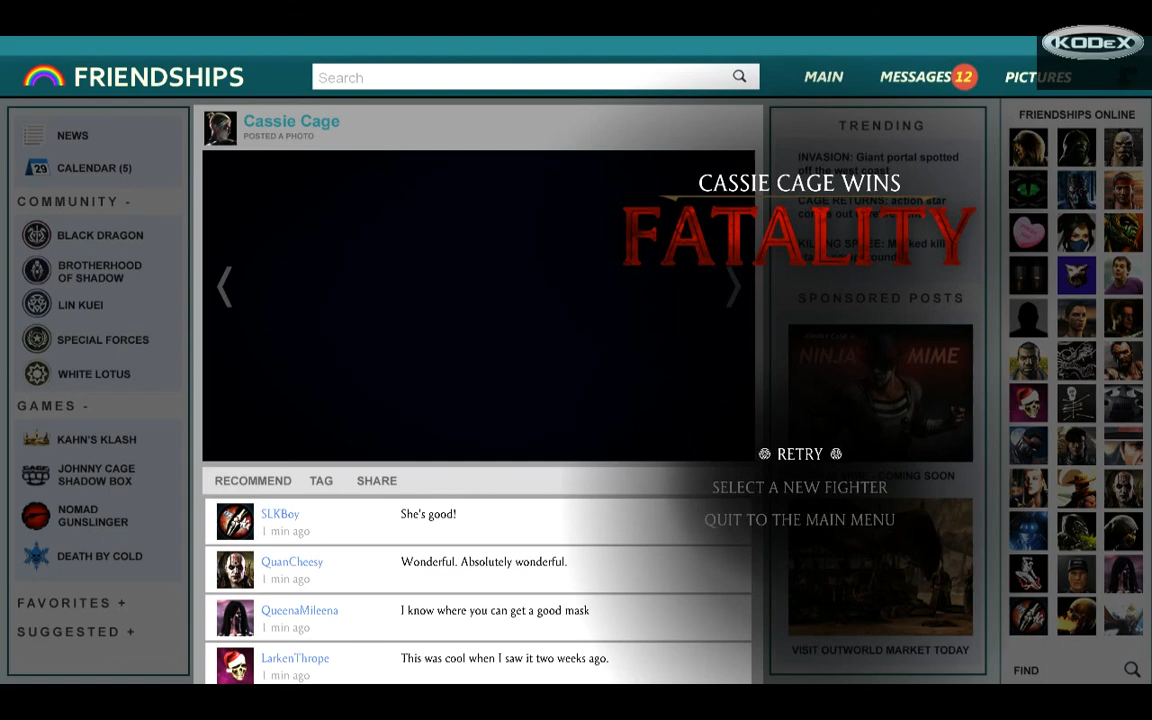 KODEX
FRIENDSHIPS
Search
MAIN
MESSAGES 12
PICTURES
NEWS
29
CALENDAR (5)
COMMUNITY -
BLACK DRAGON
BROTHERHOOD
OF SHADOW
LIN KUEI
SPECIAL FORCES
WHITE LOTUS
GAMES -
KAHN'S KLASH
JOHNNY CAGE
SHADOW BOX
NOMAD
GUNSLINGER
DEATH BY COLD
FAVORITES +
SUGGESTED +
Cassie Cage
POSTED A PHOTO
RECOMMEND TAG SHARE
SLKBoy She's good!
1 min ago
QuanCheesy Wonderful. Absolutely wonderful.
1 min ago
QueenaMileena I know where you can get a good mask
1 min ago
LarkenThrope This was cool when I saw it two weeks ago.
1 min ago
TRENDING
INVASION: Giant portal spotted
off the west coast
CASSIE CAGE WINS
CAGE RETURNS: action star
FATALITY
SPONSORED POSTS
NINJA MIME
RETRY
COMING SOON
SELECT A NEW FIGHTER
QUIT TO THE MAIN MENU
VISIT OUTWORLD MARKET TODAY
FRIENDSHIPS ONLINE
FIND